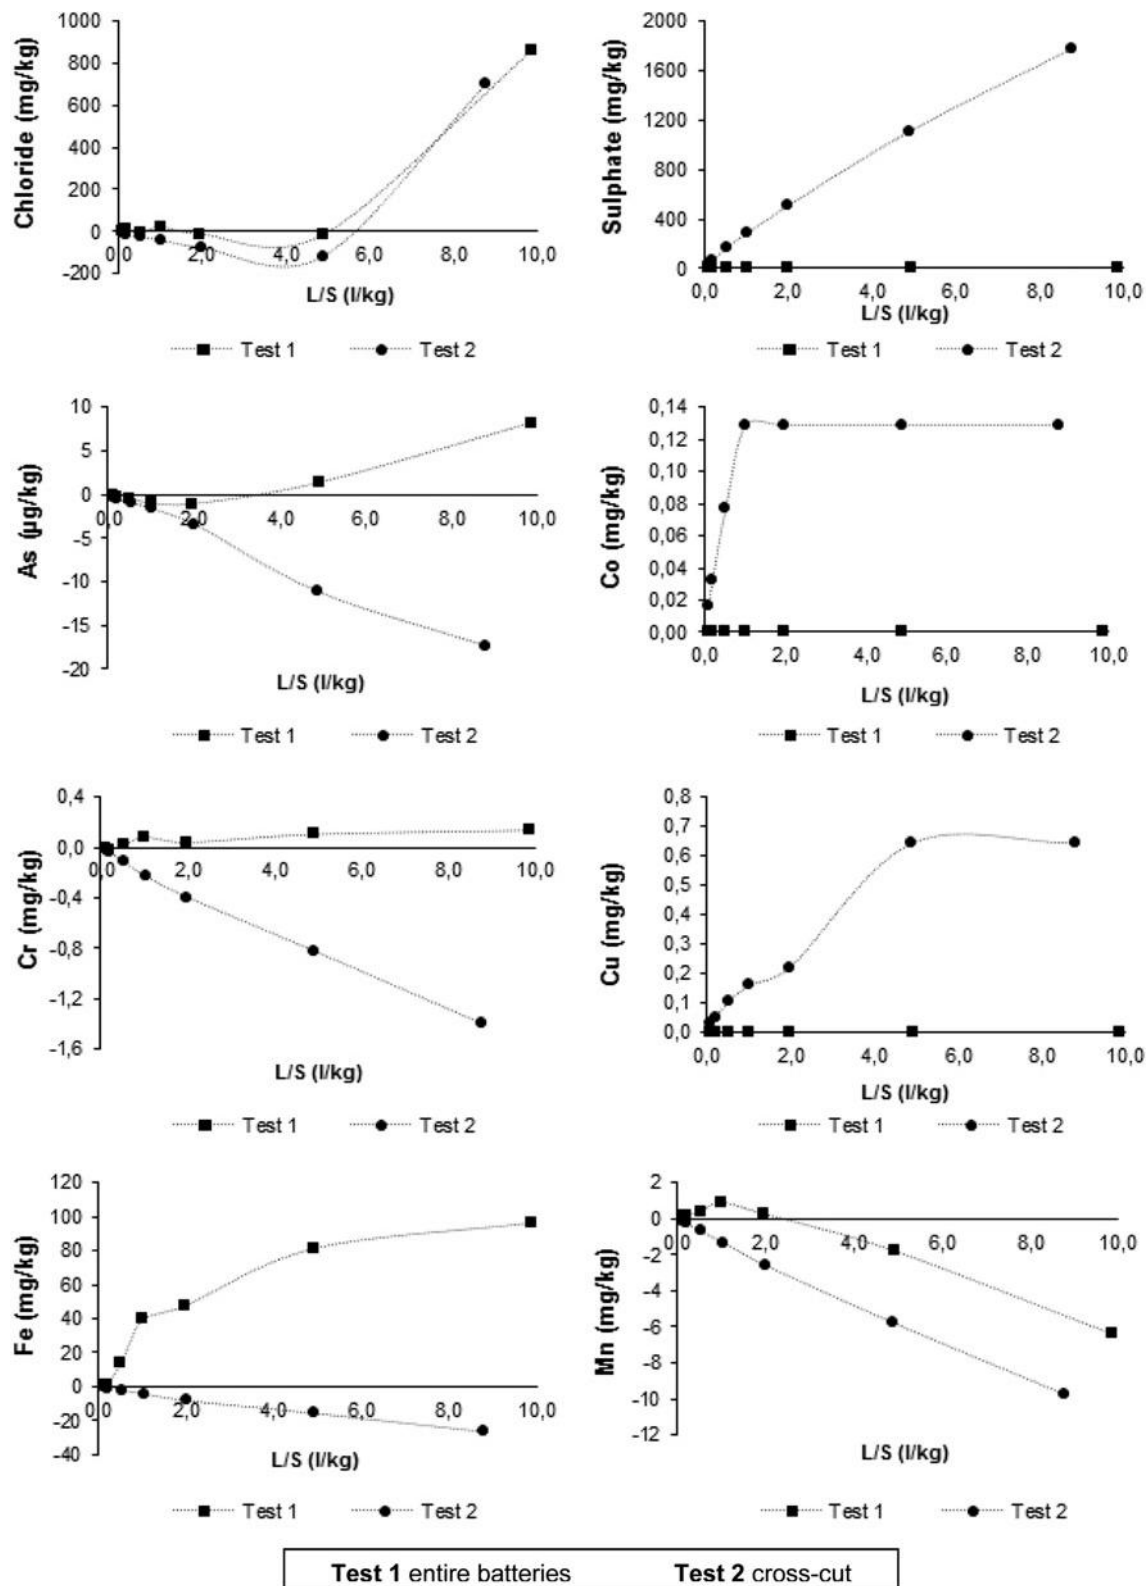 Chloride (mg/kg)
1000
800
600
400
200
0
-200
0,0 2,0 4,0 6,0 8,0 10,0
L/S (l/kg)
Test 1 Test 2
Sulphate (mg/kg)
2000
1600
1200
800
400
0
0,0 2,0 4,0 6,0 8,0 10,0
L/S (l/kg)
Test 1 Test 2
As (µg/kg)
10
5
0
-5
-10
-15
-20
0,0 2,0 4,0 6,0 8,0 10,0
L/S (l/kg)
Test 1 Test 2
Co (mg/kg)
0,14
0,12
0,10
0,08
0,06
0,04
0,02
0,00
0,0 2,0 4,0 6,0 8,0 10,0
L/S (l/kg)
Test 1 Test 2
Cr (mg/kg)
0,4
0,0
-0,4
-0,8
-1,2
-1,6
0,0 2,0 4,0 6,0 8,0 10,0
L/S (l/kg)
Test 1 Test 2
Cu (mg/kg)
0,8
0,7
0,6
0,5
0,4
0,3
0,2
0,1
0,0
0,0 2,0 4,0 6,0 8,0 10,0
L/S (l/kg)
Test 1 Test 2
Fe (mg/kg)
120
100
80
60
40
20
0
-20
-40
0,0 2,0 4,0 6,0 8,0 10,0
L/S (l/kg)
Test 1 Test 2
Mn (mg/kg)
2
0
-2
-4
-6
-8
-10
-12
0,0 2,0 4,0 6,0 8,0 10,0
L/S (l/kg)
Test 1 Test 2
Test 1 entire batteries Test 2 cross-cut